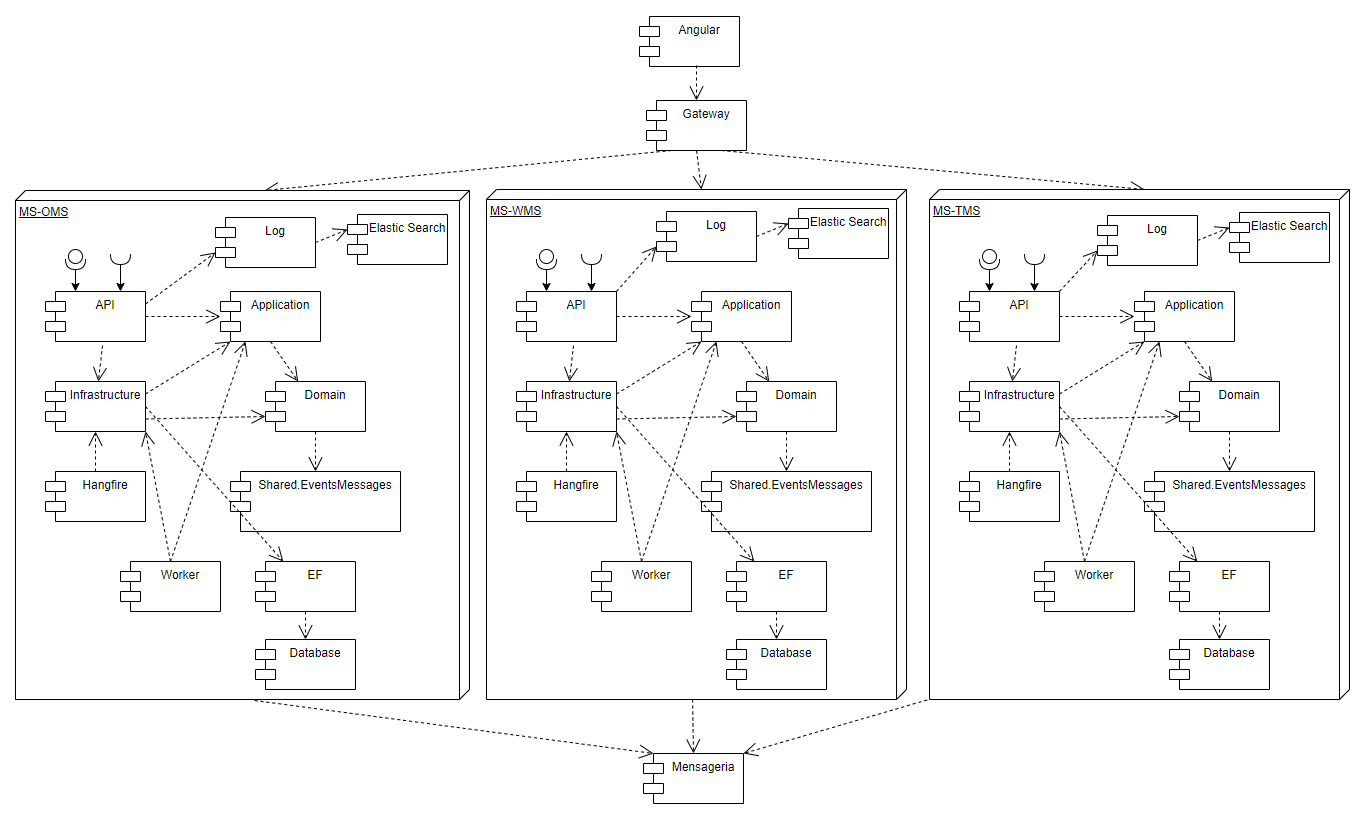 Angular
Gateway
MS-OMS
Log
Elastic Search
API
Application
Infrastructure
Domain
Hangfire
Shared.EventsMessages
Worker
EF
Database
MS-WMS
Log
Elastic Search
API
Application
Infrastructure
Domain
Hangfire
Shared.EventsMessages
Worker
EF
Database
MS-TMS
Log
Elastic Search
API
Application
Infrastructure
Domain
Hangfire
Shared.EventsMessages
Worker
EF
Database
Mensageria